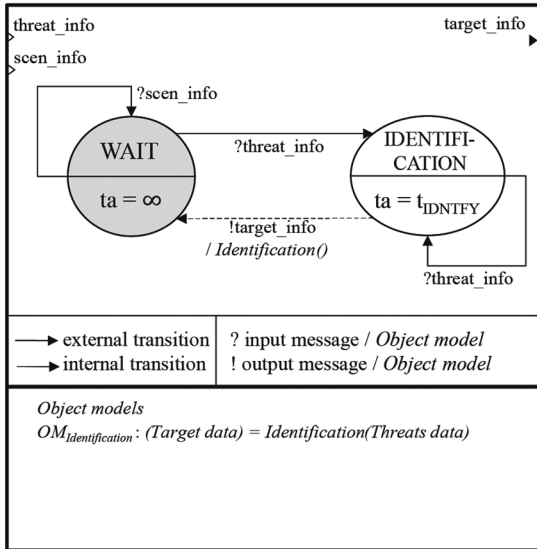 threat_info
target_info
scen_info
?scen_info
WAIT
ta = ∞
?threat_info
IDENTIFI-
CATION
ta = t_IDNTFY
!target_info
/ Identification()
?threat_info
external transition
? input message / Object model
internal transition
! output message / Object model
Object models
OM_Identification : (Target data) = Identification(Threats data)